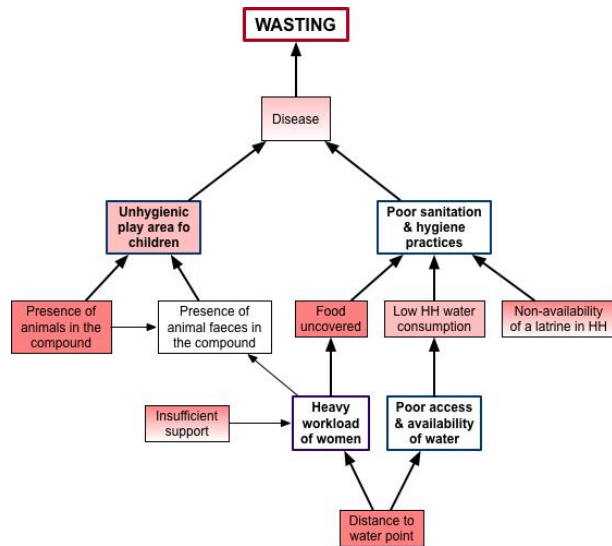 WASTING
Disease
Unhygienic
play area fo
children
Poor sanitation
& hygiene
practices
Presence of
animals in the
compound
Presence of
animal faeces in
the compound
Food
uncovered
Low HH water
consumption
Non-availability
of a latrine in HH
Insufficient
support
Heavy
workload
of women
Poor access
& availability
of water
Distance to
water point